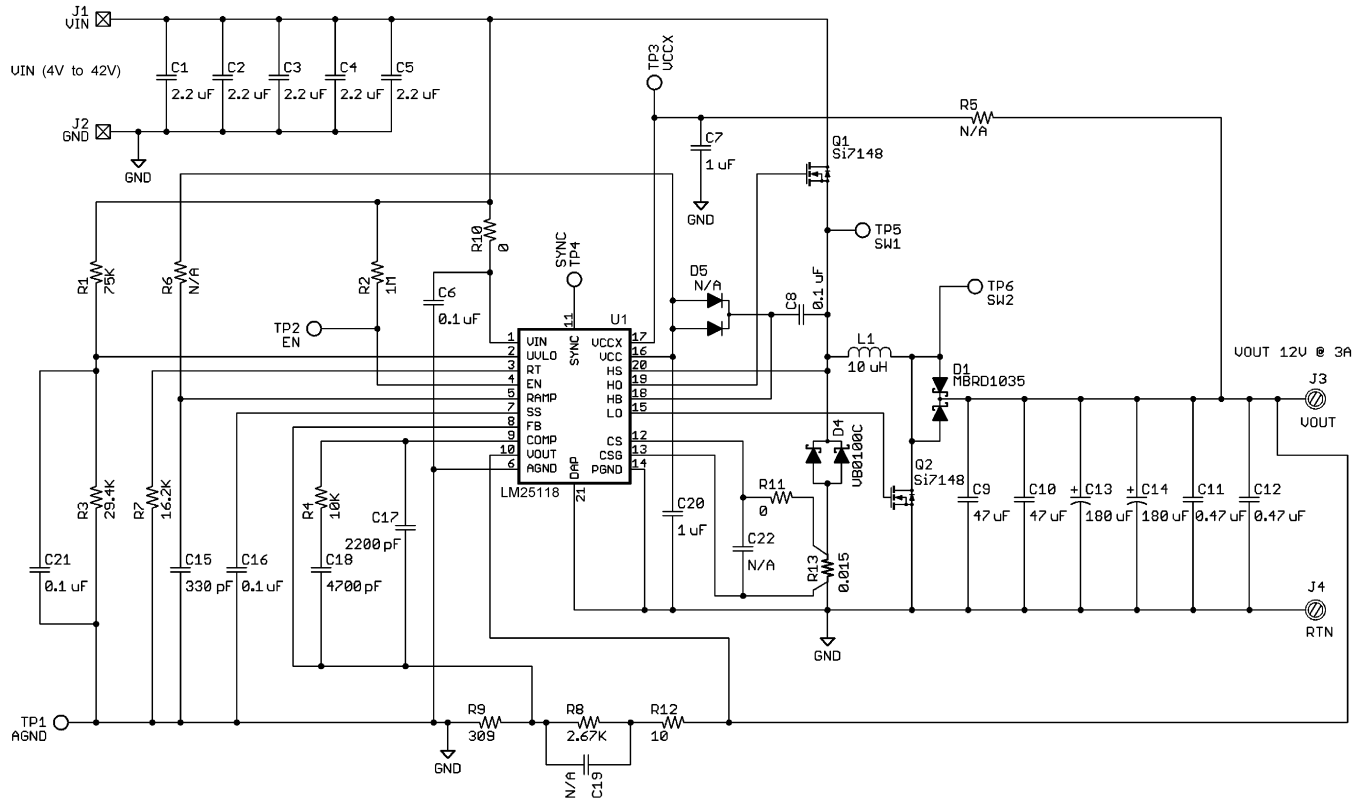 J1
VIN
VIN (4V to 42V)
C1
2.2 uF
C2
2.2 uF
C3
2.2 uF
C4
2.2 uF
C5
2.2 uF
J2
GND
GND
TP3
VCCX
C7
1 uF
GND
R5
N/A
Q1
Si7148
TP5
SW1
TP6
SW2
R1
75K
R6
N/A
R2
1M
R10
0
SYNC
TP4
C6
0.1 uF
TP2
EN
D5
N/A
C8
0.1 uF
L1
10 uH
D1
MBRD1035
VOUT 12V @ 3A
J3
VOUT
U1
1 VIN
2 UVLO
3 RT
4 EN
5 RAMP
7 SS
8 FB
9 COMP
10 VOUT
6 AGND
11 SYNC
VCCX 17
VCC 16
HS 20
HO 19
HB 18
LO 15
CS 12
CSG 13
PGND 14
DAP 21
LM25118
D4
VB0100C
Q2
Si7148
R11
0
C22
N/A
R13
0.015
C20
1 uF
C9
47 uF
C10
47 uF
C13
180 uF
C14
180 uF
C11
0.47 uF
C12
0.47 uF
J4
RTN
GND
R3
29.4K
R7
16.2K
R4
10K
C17
2200 pF
C21
0.1 uF
C15
330 pF
C16
0.1 uF
C18
4700 pF
TP1
AGND
GND
R9
309
R8
2.67K
R12
10
N/A
C19